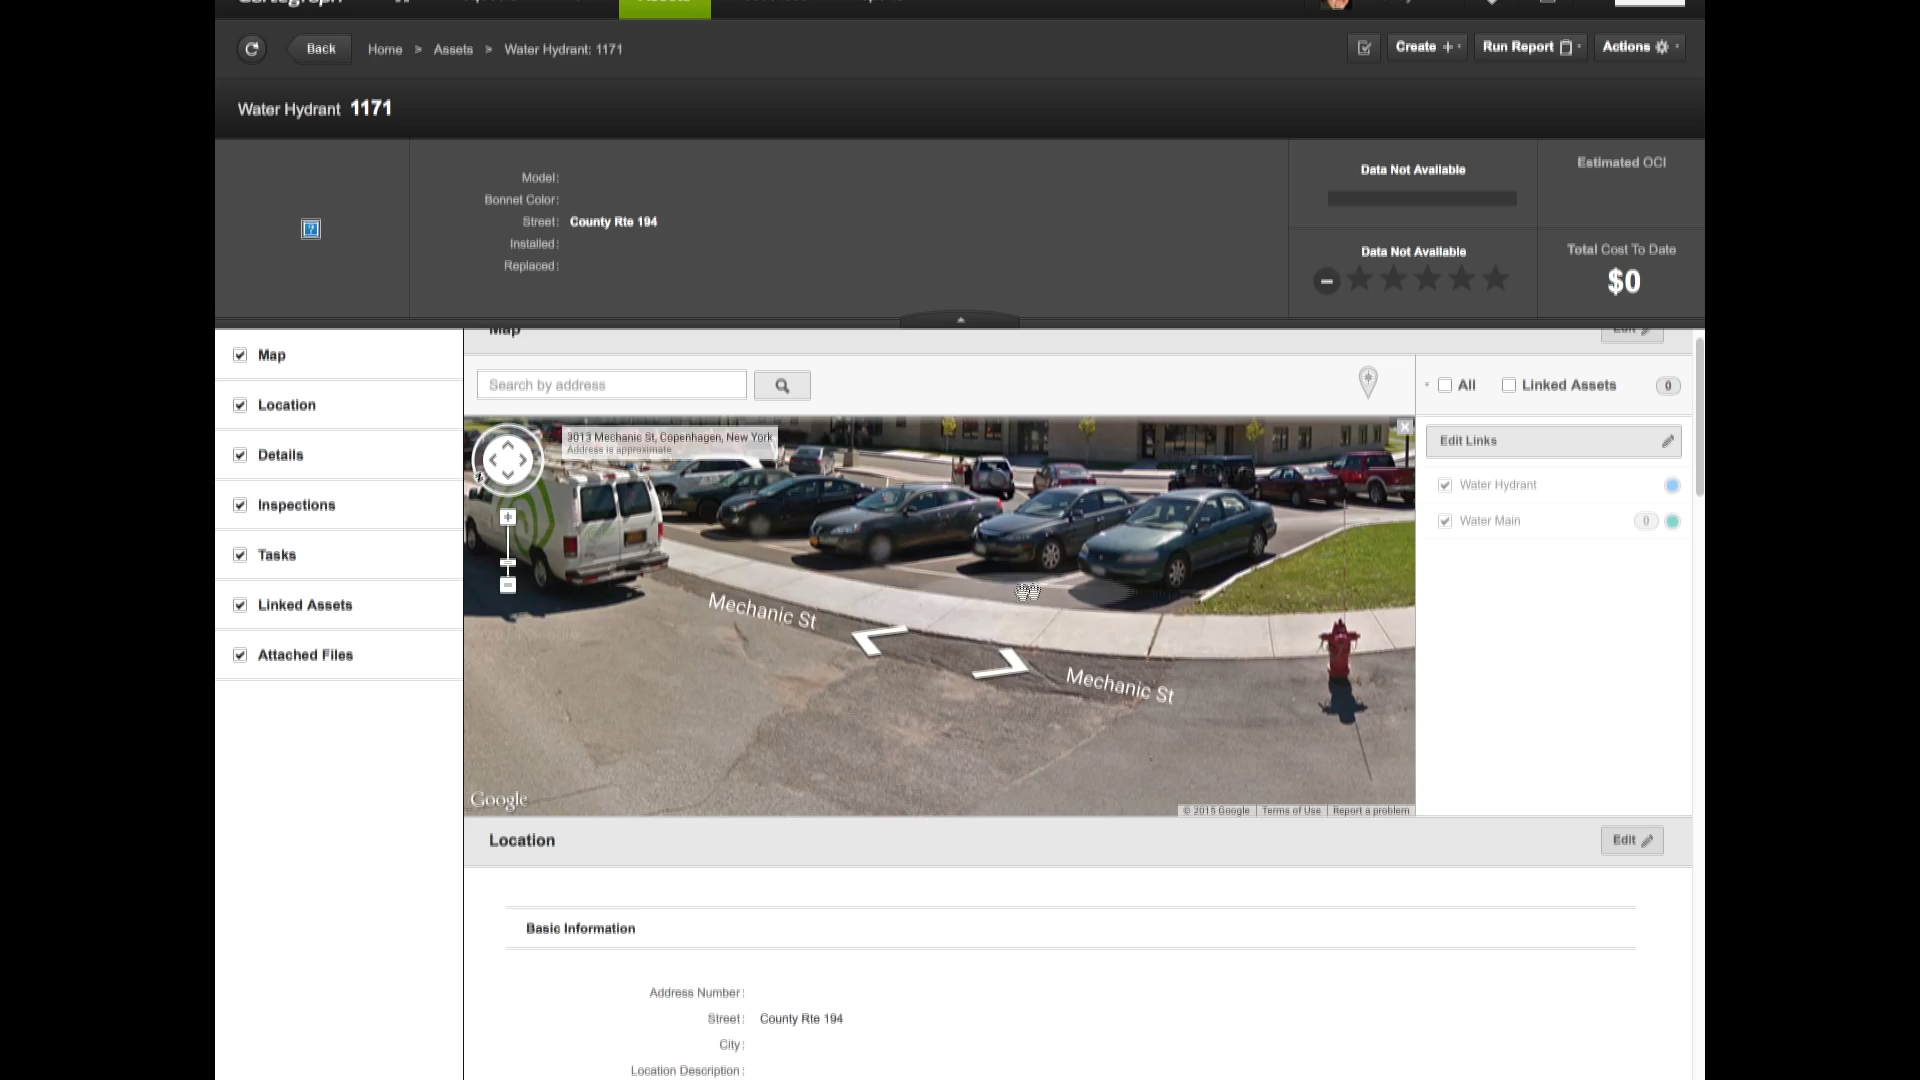 Cartegraph
Assets
Back
Home > Assets > Water Hydrant: 1171
Create +
Run Report
Actions
Water Hydrant 1171
Model:
Bonnet Color:
Street: County Rte 194
Installed:
Replaced:
Data Not Available
Estimated OCI
Data Not Available
Total Cost To Date
$0
Map
Location
Details
Inspections
Tasks
Linked Assets
Attached Files
Map
Edit
Search by address
All
Linked Assets
0
Edit Links
Water Hydrant
Water Main
0
3013 Mechanic St, Copenhagen, New York
Address is approximate
Mechanic St
Mechanic St
Google
© 2015 Google
Terms of Use
Report a problem
Location
Edit
Basic Information
Address Number:
Street: County Rte 194
City:
Location Description: